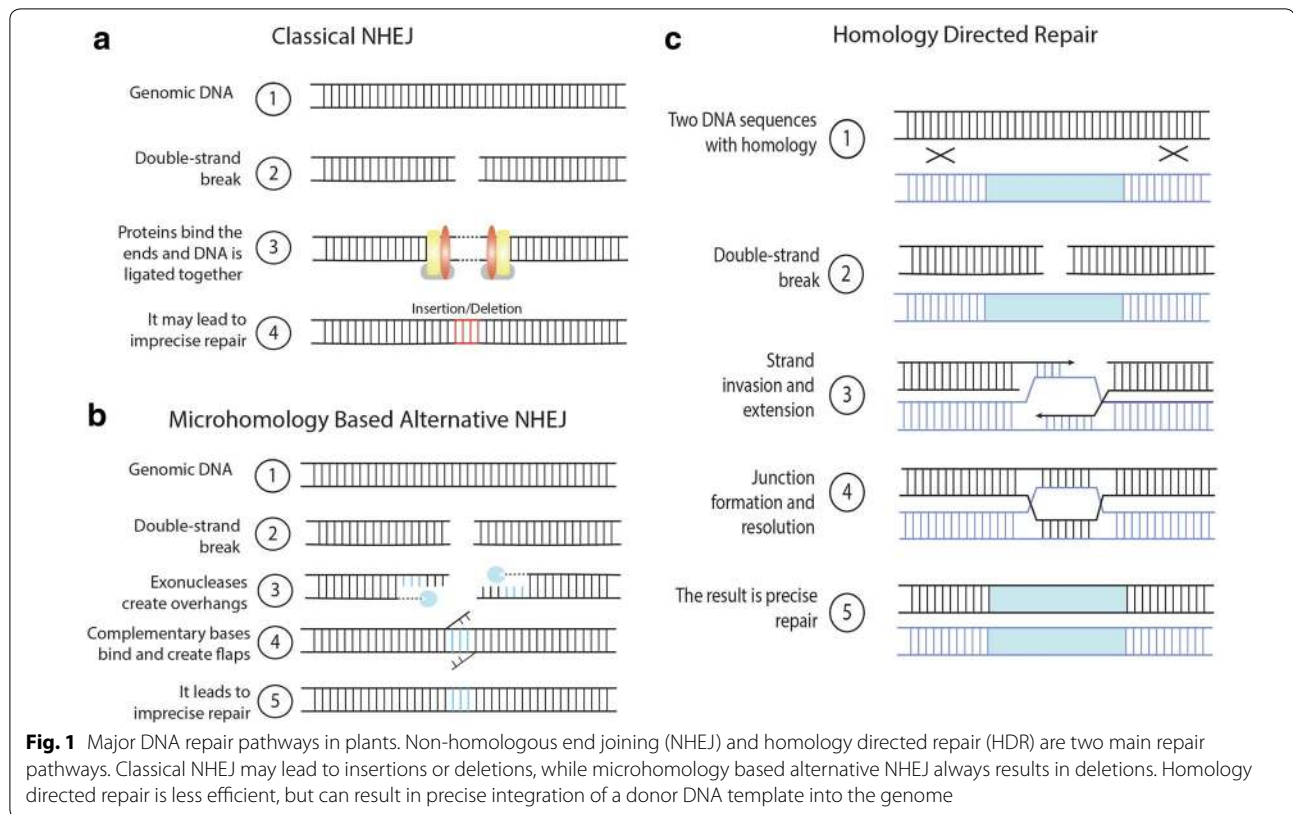 a
Classical NHEJ
Genomic DNA
1
Double-strand
break
2
Proteins bind the
ends and DNA is
ligated together
3
Insertion/Deletion
It may lead to
imprecise repair
4
b
Microhomology Based Alternative NHEJ
Genomic DNA
1
Double-strand
break
2
Exonucleases
create overhangs
3
Complementary bases
bind and create flaps
4
It leads to
imprecise repair
5
c
Homology Directed Repair
Two DNA sequences
with homology
1
Double-strand
break
2
Strand
invasion and
extension
3
Junction
formation and
resolution
4
The result is precise
repair
5
Fig. 1 Major DNA repair pathways in plants. Non-homologous end joining (NHEJ) and homology directed repair (HDR) are two main repair
pathways. Classical NHEJ may lead to insertions or deletions, while microhomology based alternative NHEJ always results in deletions. Homology
directed repair is less efficient, but can result in precise integration of a donor DNA template into the genome